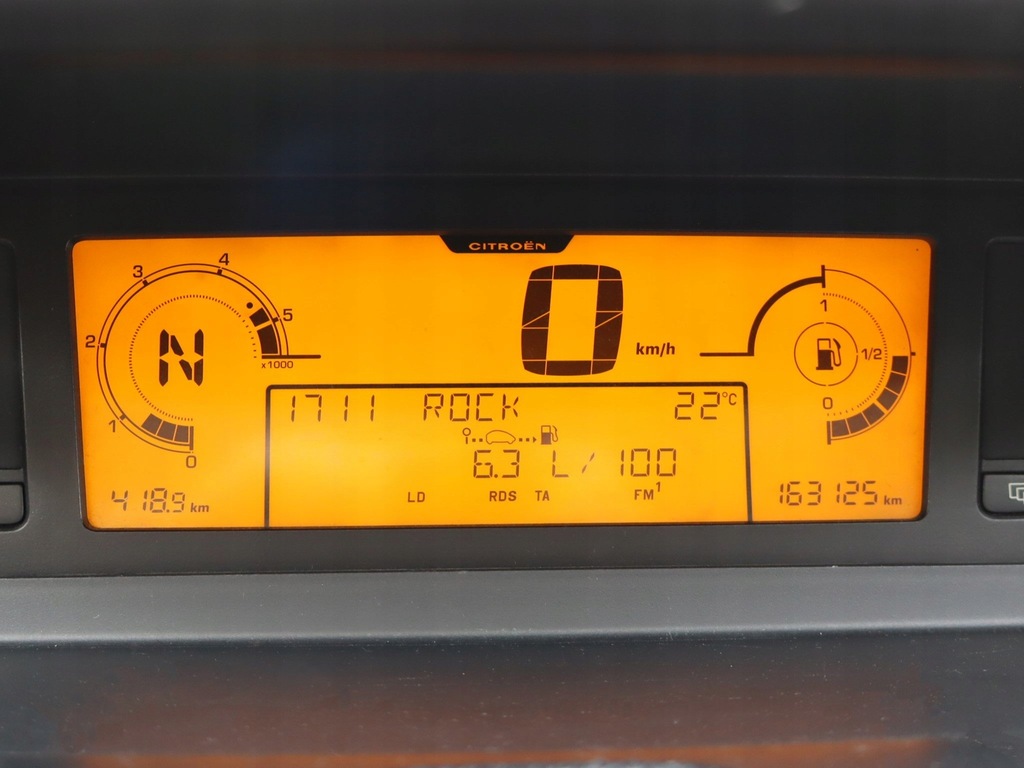 CITROËN
4
3
5
2
x1000
1
0
N
0 km/h
1
1/2
0
1711 ROCK 22°C
6.3 L/100
LD RDS TA FM1
418.9 km
163125 km